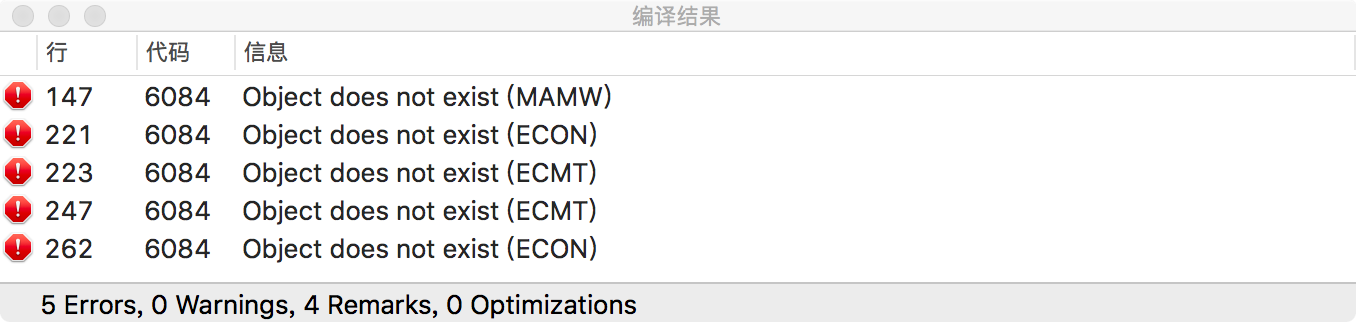 编译结果
行 代码 信息
147 6084 Object does not exist (MAMW)
221 6084 Object does not exist (ECON)
223 6084 Object does not exist (ECMT)
247 6084 Object does not exist (ECMT)
262 6084 Object does not exist (ECON)
5 Errors, 0 Warnings, 4 Remarks, 0 Optimizations